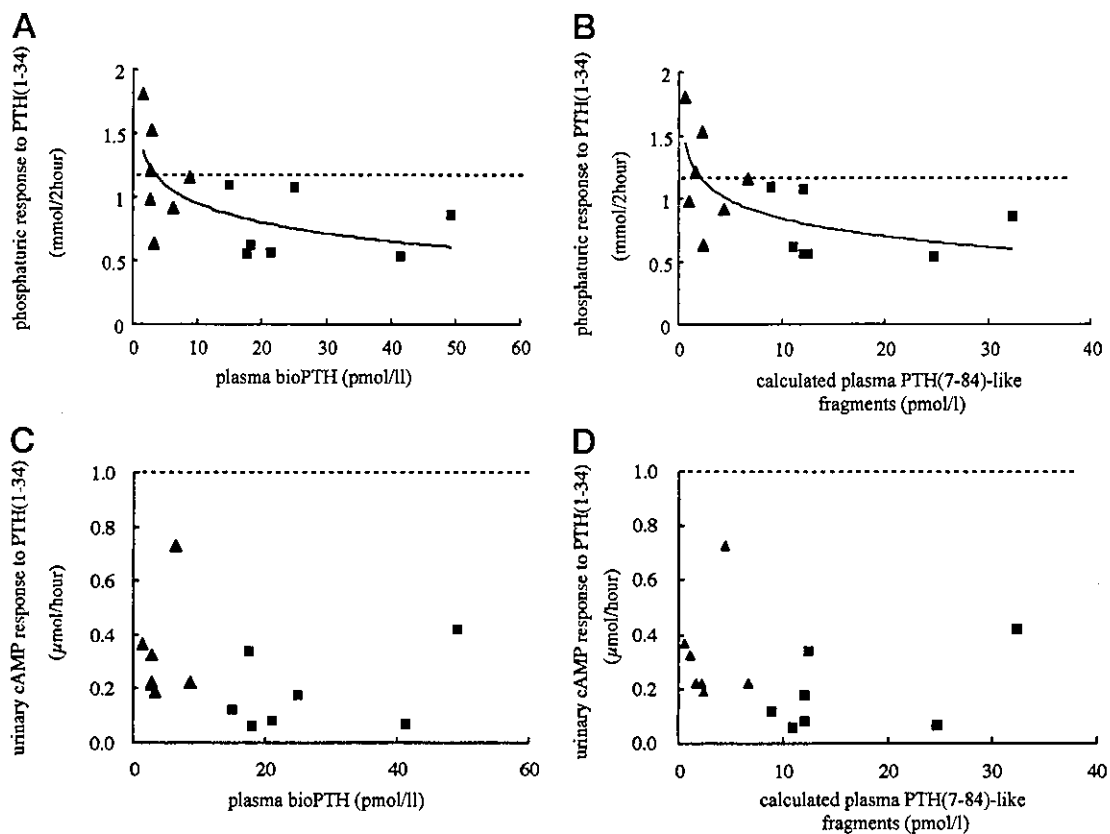 A
phosphaturic response to PTH(1-34)
(mmol/2hour)
2
1.5
1
0.5
0
0 10 20 30 40 50 60
plasma bioPTH (pmol/ll)
B
phosphaturic response to PTH(1-34)
(mmol/2hour)
2
1.5
1
0.5
0
0 10 20 30 40
calculated plasma PTH(7-84)-like
fragments (pmol/l)
C
urinary cAMP response to PTH(1-34)
(µmol/hour)
1.0
0.8
0.6
0.4
0.2
0.0
0 20 40 60
plasma bioPTH (pmol/ll)
D
urinary cAMP response to PTH(1-34)
(µmol/hour)
1.0
0.8
0.6
0.4
0.2
0.0
0 10 20 30 40
calculated plasma PTH(7-84)-like
fragments (pmol/l)